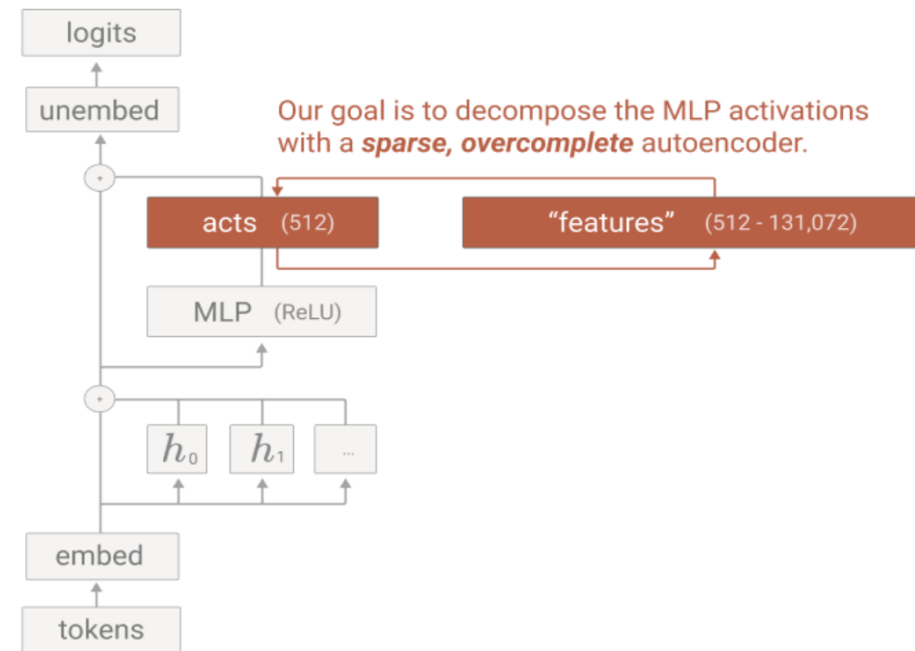 logits
unembed
Our goal is to decompose the MLP activations
with a sparse, overcomplete autoencoder.
+
acts (512)
“features” (512 - 131,072)
MLP (ReLU)
+
h0
h1
...
embed
tokens